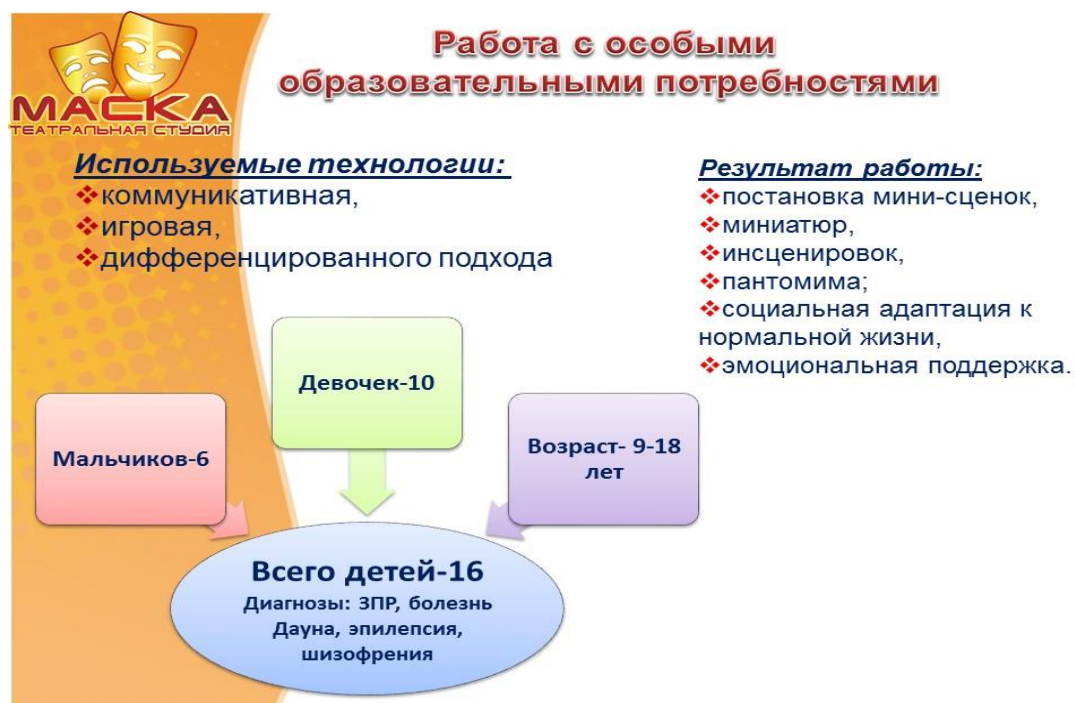 МАСКА
ТЕАТРАЛЬНАЯ СТУДИЯ
Работа с особыми
образовательными потребностями
Используемые технологии:
коммуникативная,
игровая,
дифференцированного подхода
Результат работы:
постановка мини-сценок,
миниатюр,
инсценировок,
пантомима;
социальная адаптация к
нормальной жизни,
эмоциональная поддержка.
Мальчиков-6
Девочек-10
Возраст- 9-18
лет
Всего детей-16
Диагнозы: ЗПР, болезнь
Дауна, эпилепсия,
шизофрения